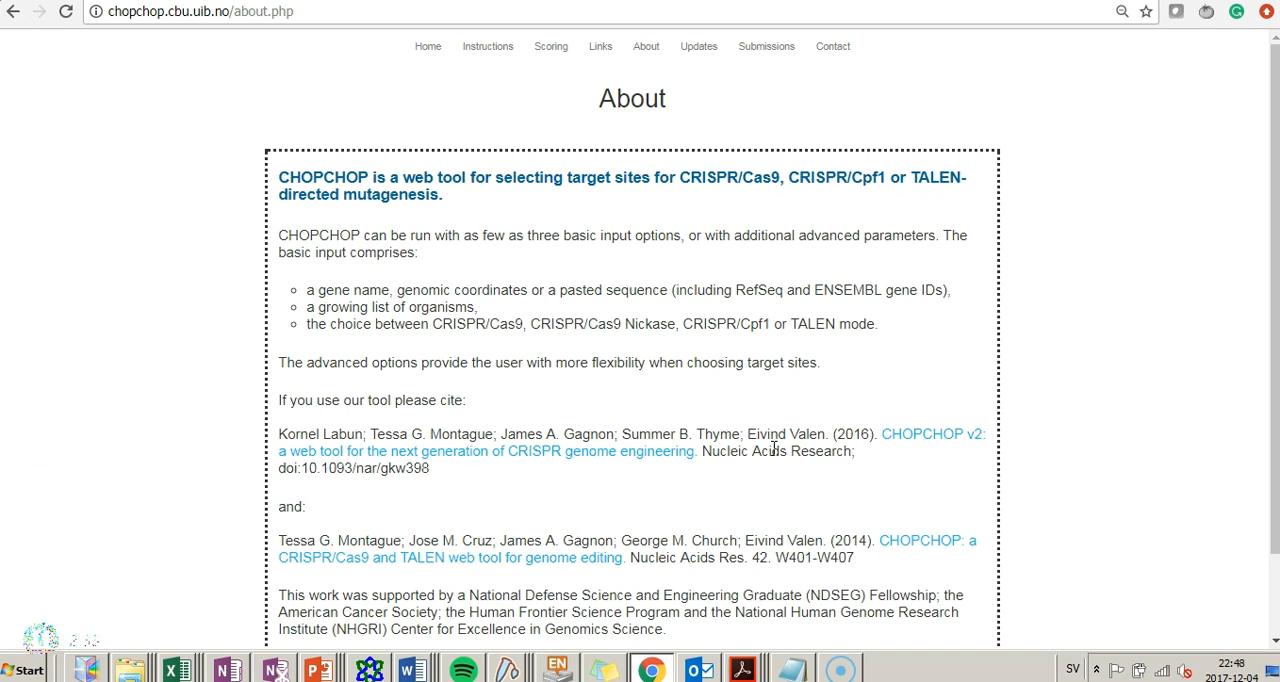 chopchop.cbu.uib.no/about.php
Home Instructions Scoring Links About Updates Submissions Contact
About
CHOPCHOP is a web tool for selecting target sites for CRISPR/Cas9, CRISPR/Cpf1 or TALEN-
directed mutagenesis.
CHOPCHOP can be run with as few as three basic input options, or with additional advanced parameters. The
basic input comprises:
a gene name, genomic coordinates or a pasted sequence (including RefSeq and ENSEMBL gene IDs),
a growing list of organisms,
the choice between CRISPR/Cas9, CRISPR/Cas9 Nickase, CRISPR/Cpf1 or TALEN mode.
The advanced options provide the user with more flexibility when choosing target sites.
If you use our tool please cite:
Kornel Labun; Tessa G. Montague; James A. Gagnon; Summer B. Thyme; Eivind Valen. (2016). CHOPCHOP v2:
a web tool for the next generation of CRISPR genome engineering. Nucleic Acids Research;
doi:10.1093/nar/gkw398
and:
Tessa G. Montague; Jose M. Cruz; James A. Gagnon; George M. Church; Eivind Valen. (2014). CHOPCHOP: a
CRISPR/Cas9 and TALEN web tool for genome editing. Nucleic Acids Res. 42. W401-W407
This work was supported by a National Defense Science and Engineering Graduate (NDSEG) Fellowship; the
American Cancer Society; the Human Frontier Science Program and the National Human Genome Research
Institute (NHGRI) Center for Excellence in Genomics Science.
Start EN SV 22:48
2017-12-04